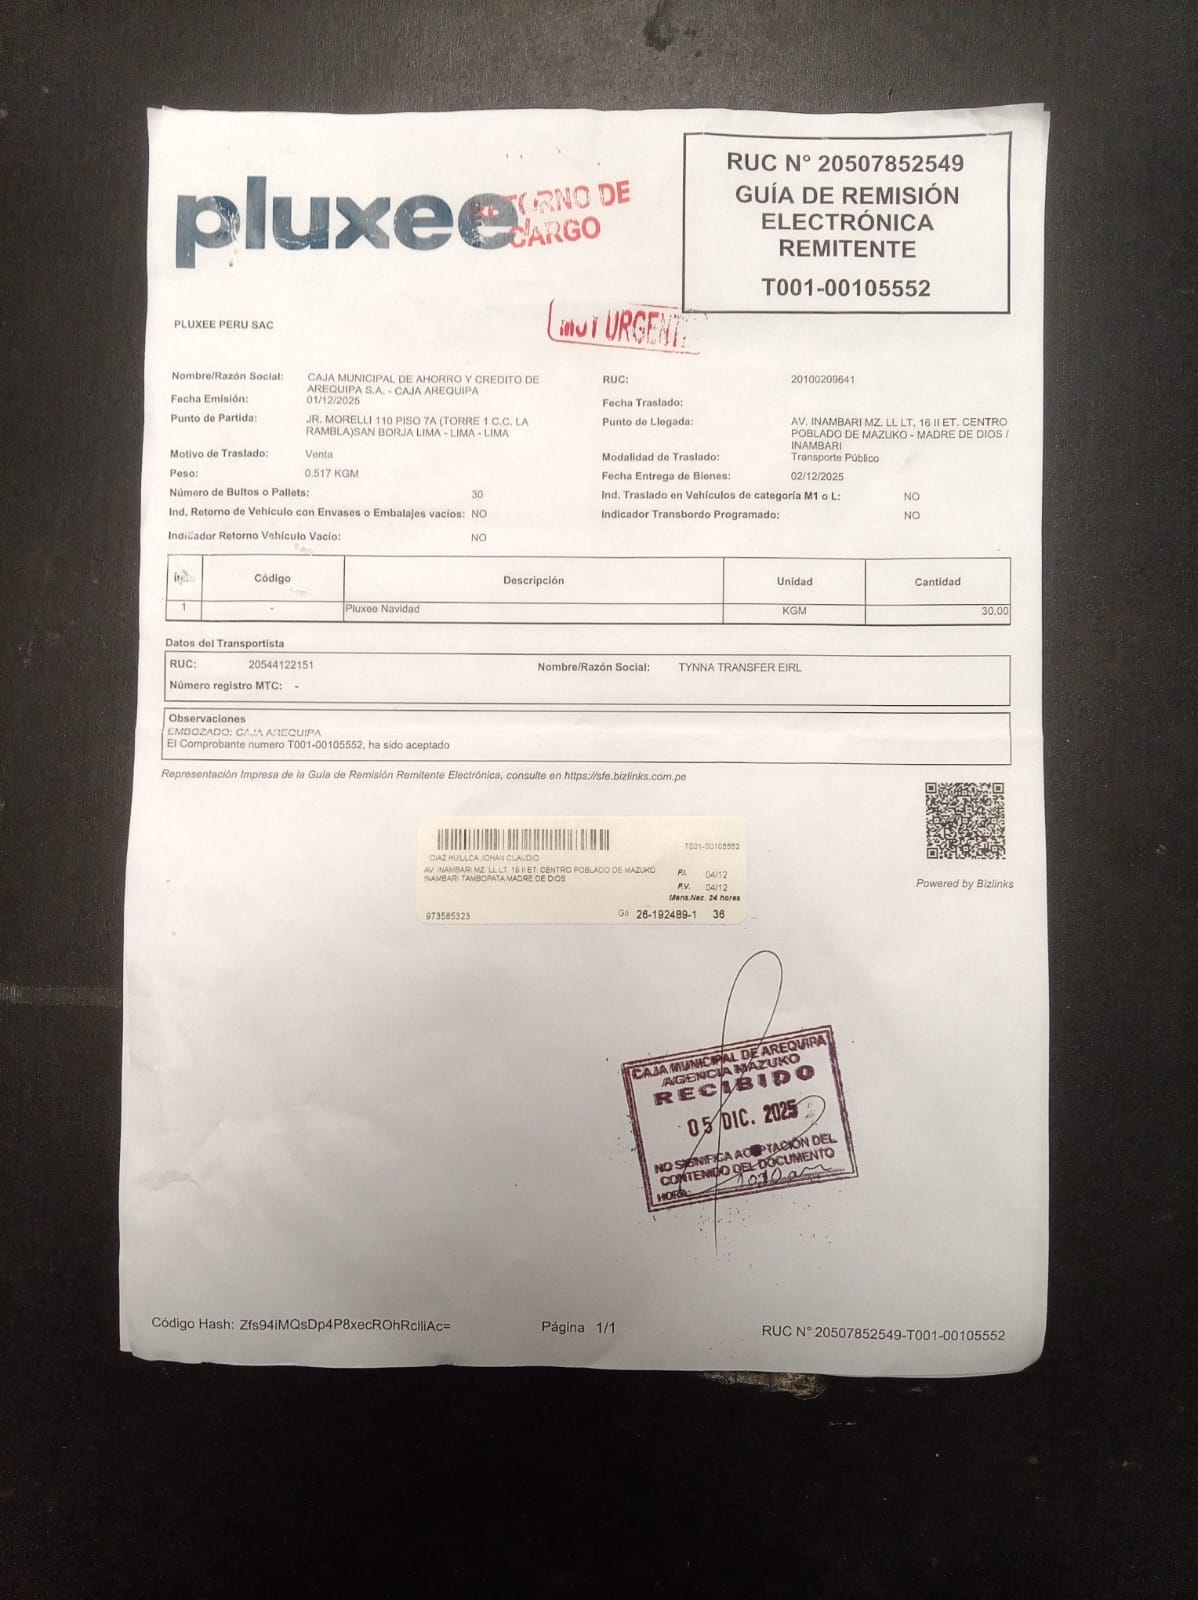 pluxee
RETORNO DE
CARGO
RUC N° 20507852549
GUÍA DE REMISIÓN
ELECTRÓNICA
REMITENTE
T001-00105552
MUY URGENTE
PLUXEE PERU SAC
Nombre/Razón Social: CAJA MUNICIPAL DE AHORRO Y CREDITO DE
AREQUIPA S.A. - CAJA AREQUIPA
RUC: 20100209641
Fecha Emisión: 01/12/2025
Fecha Traslado:
Punto de Partida: JR. MORELLI 110 PISO 7A (TORRE 1 C.C. LA
RAMBLA)SAN BORJA LIMA - LIMA - LIMA
Punto de Llegada: AV. INAMBARI MZ. LL LT. 16 II ET. CENTRO
POBLADO DE MAZUKO - MADRE DE DIOS /
INAMBARI
Motivo de Traslado: Venta
Modalidad de Traslado: Transporte Público
Peso: 0.517 KGM
Fecha Entrega de Bienes: 02/12/2025
Número de Bultos o Pallets: 30
Ind. Traslado en Vehículos de categoría M1 o L: NO
Ind. Retorno de Vehículo con Envases o Embalajes vacíos: NO
Indicador Transbordo Programado: NO
Indicador Retorno Vehículo Vacío: NO
Código Descripción Unidad Cantidad
1 - Pluxee Navidad KGM 30.00
Datos del Transportista
RUC: 20544122151 Nombre/Razón Social: TYNNA TRANSFER EIRL
Número registro MTC: -
Observaciones
EMBOZADO: CAJA AREQUIPA
El Comprobante numero T001-00105552, ha sido aceptado
Representación Impresa de la Guía de Remisión Remitente Electrónica, consulte en https://sfe.bizlinks.com.pe
Powered by Bizlinks
T001-00105552
DIAZ HULLCA JOHAN CLAUDIO
AV. INAMBARI MZ. LL LT. 16 II ET. CENTRO POBLADO DE MAZUKO
INAMBARI TAMBOPATA MADRE DE DIOS
04/12
P.V. 04/12
Mens.Nac. 24 horas
973585323 26-192489-1 36
CAJA MUNICIPAL DE AREQUIPA
AGENCIA MAZUKO
RECIBIDO
05 DIC. 2025
NO SIGNIFICA ACEPTACIÓN DEL
CONTENIDO DEL DOCUMENTO
HORA: 10:10 am
Código Hash: Zfs94iMQsDp4P8xecROhRcIliAc=
Página 1/1
RUC N° 20507852549-T001-00105552